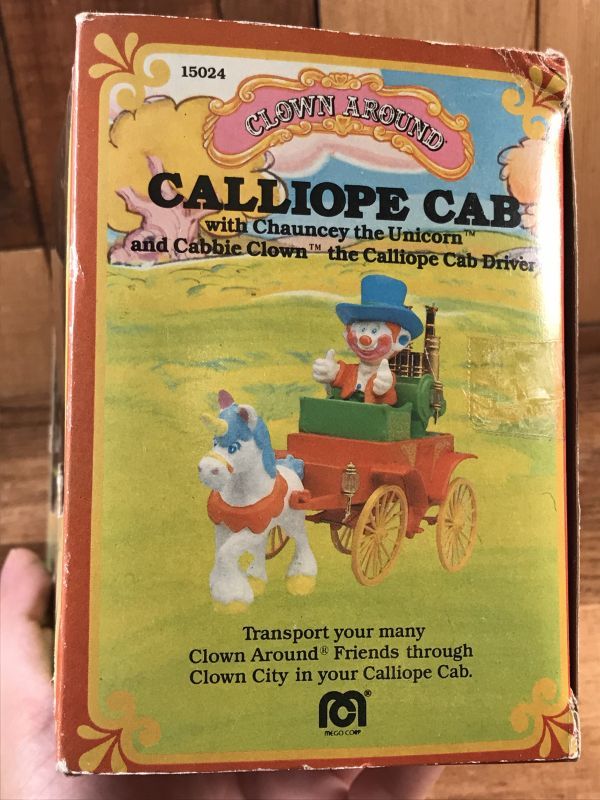 15024
CLOWN AROUND
CALLIOPE CAB
with Chauncey the Unicorn™
and Cabbie Clown™ the Calliope Cab Driver
Transport your many
Clown Around® Friends through
Clown City in your Calliope Cab.
®
MEGO CORP